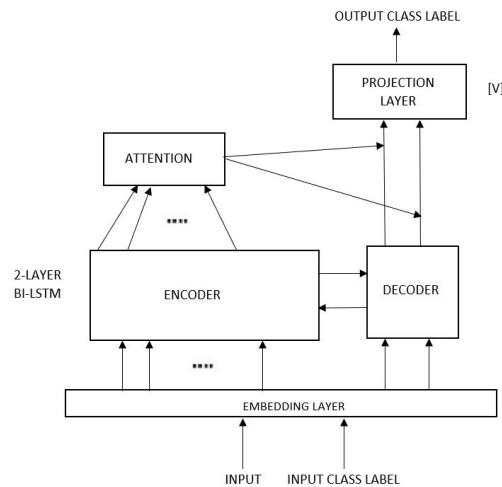 OUTPUT CLASS LABEL
PROJECTION
LAYER
[V]
ATTENTION
2-LAYER
BI-LSTM
ENCODER
DECODER
EMBEDDING LAYER
INPUT
INPUT CLASS LABEL